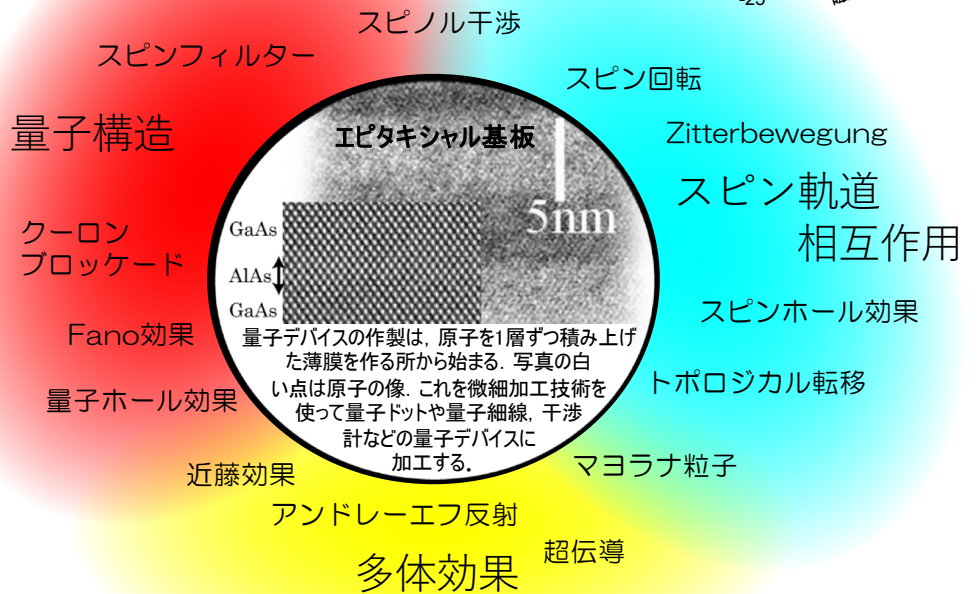 -25
スピノル干渉
スピンフィルター
スピン回転
量子構造
エピタキシャル基板
Zitterbewegung
スピン軌道
相互作用
5nm
GaAs
AlAs
GaAs
クーロン
ブロッケード
スピンホール効果
Fano効果
量子デバイスの作製は, 原子を1層ずつ積み上げ
た薄膜を作る所から始まる. 写真の白
い点は原子の像. これを微細加工技術を
使って量子ドットや量子細線, 干渉
計などの量子デバイスに
加工する.
トポロジカル転移
量子ホール効果
近藤効果
マヨラナ粒子
アンドレーエフ反射
超伝導
多体効果